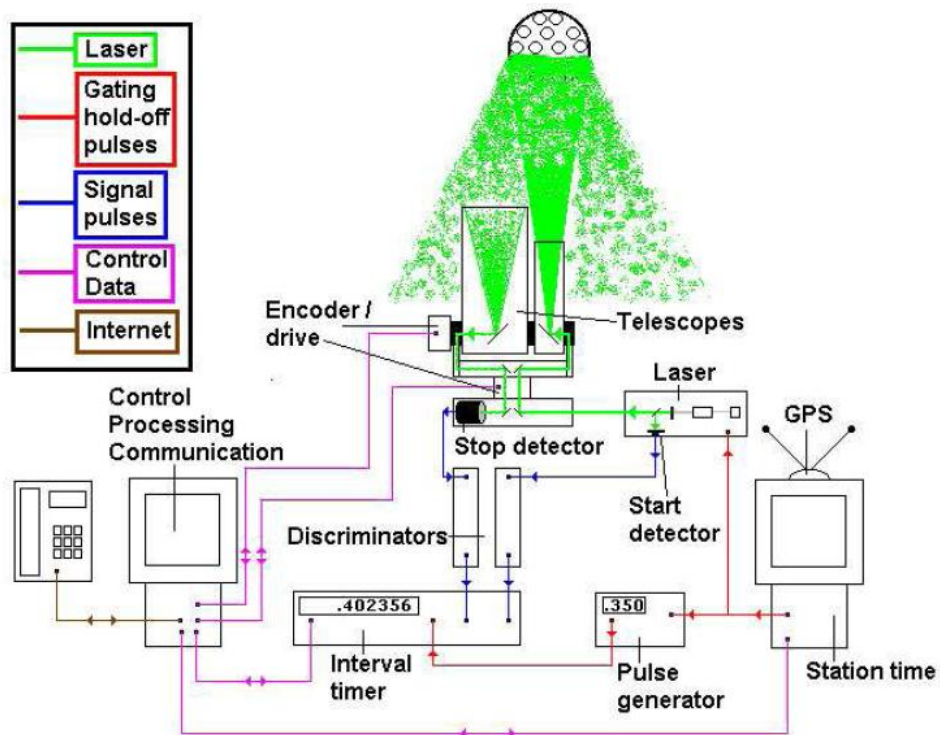 Laser
Gating
hold-off
pulses
Signal
pulses
Control
Data
Internet
Encoder /
drive
Telescopes
Laser
GPS
Control
Processing
Communication
Stop detector
Start
detector
Discriminators
.402356
.350
Interval
timer
Pulse
generator
Station time